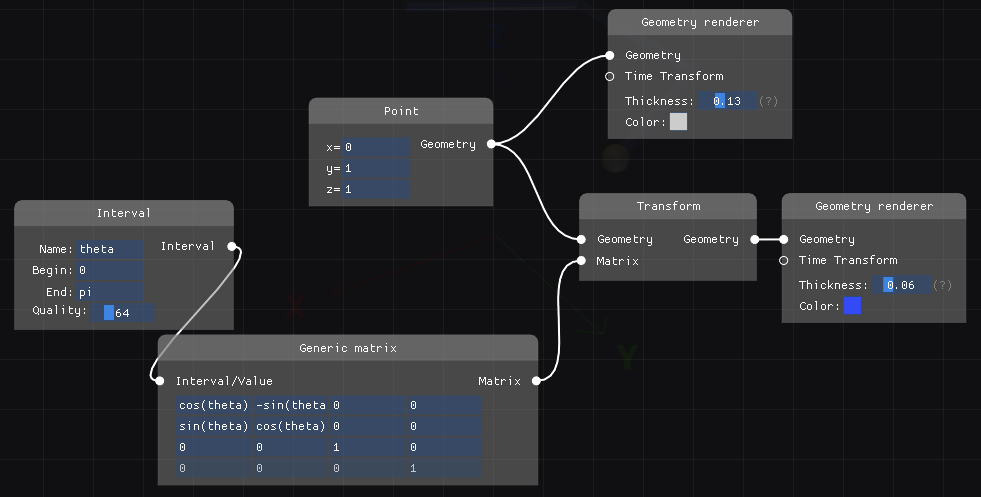 Geometry renderer
Geometry
Time Transform
Thickness: 0.13 (?)
Color:
Point
x= 0
y= 1
z= 1
Geometry
Interval
Name: theta
Begin: 0
End: pi
Quality: 64
Interval
Transform
Geometry
Matrix
Geometry
Geometry renderer
Geometry
Time Transform
Thickness: 0.06 (?)
Color:
Generic matrix
Interval/Value
Matrix
cos(theta) -sin(theta 0 0
sin(theta) cos(theta) 0 0
0 0 1 0
0 0 0 1
X
Y